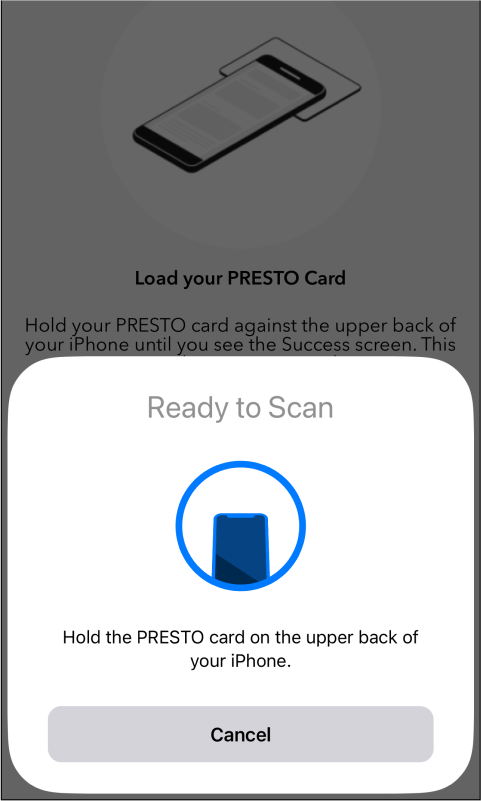 Load your PRESTO Card
Hold your PRESTO card against the upper back of
your iPhone until you see the Success screen. This
Ready to Scan
Hold the PRESTO card on the upper back of
your iPhone.
Cancel